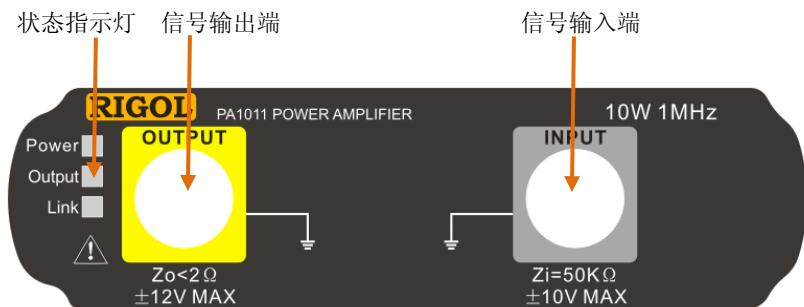 状态指示灯 信号输出端 信号输入端
RIGOL PA1011 POWER AMPLIFIER 10W 1MHz
Power OUTPUT INPUT
Output
Link
Zo<2Ω Zi=50KΩ
±12V MAX ±10V MAX